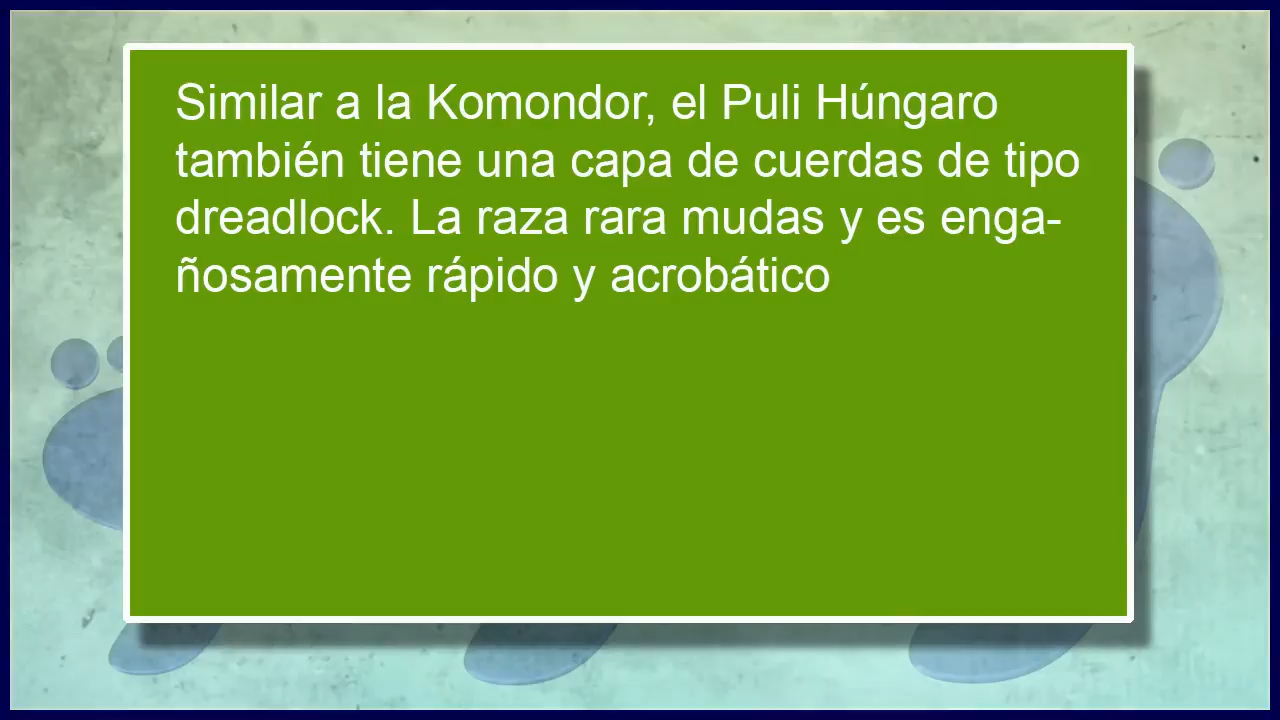 Similar a la Komondor, el Puli Húngaro
también tiene una capa de cuerdas de tipo
dreadlock. La raza rara mudas y es enga-
ñosamente rápido y acrobático